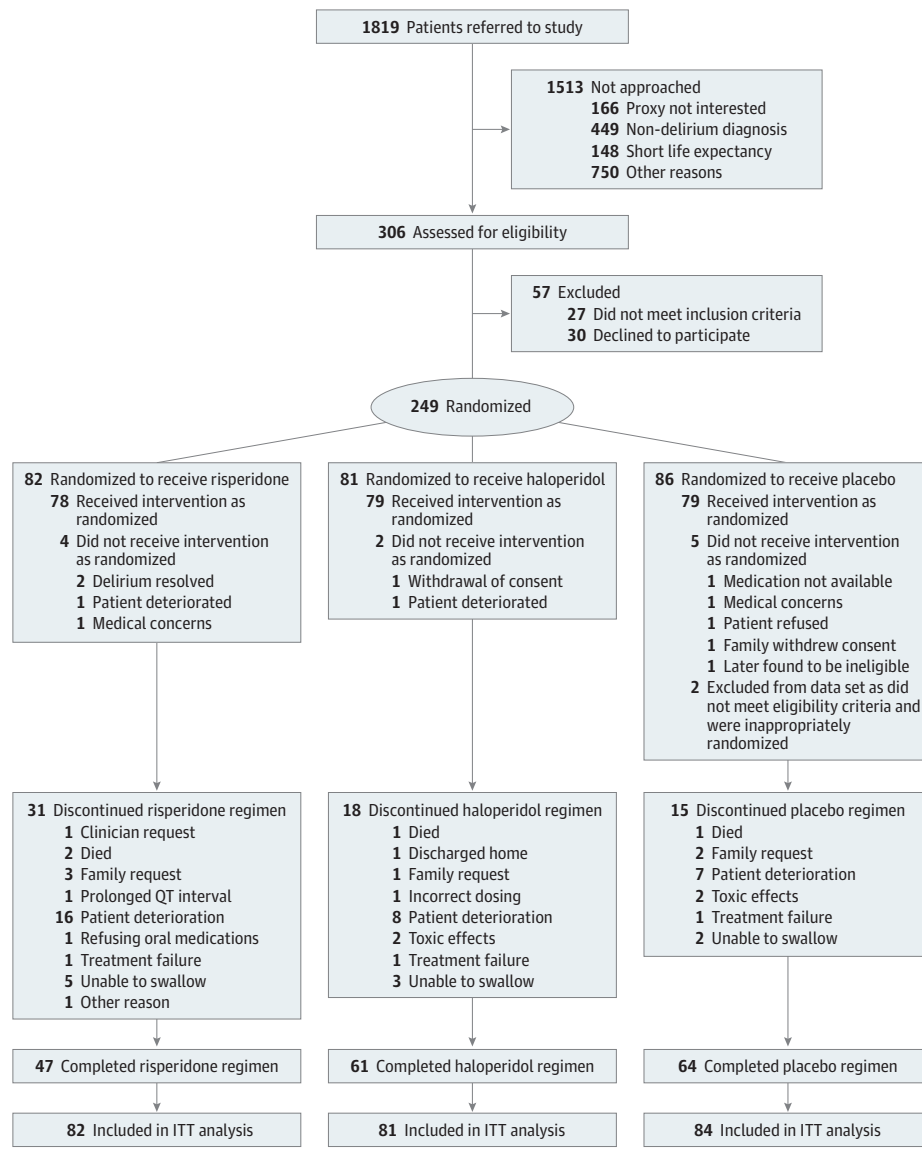 1819 Patients referred to study
1513 Not approached
166 Proxy not interested
449 Non-delirium diagnosis
148 Short life expectancy
750 Other reasons
306 Assessed for eligibility
57 Excluded
27 Did not meet inclusion criteria
30 Declined to participate
249 Randomized
82 Randomized to receive risperidone
78 Received intervention as
randomized
4 Did not receive intervention
as randomized
2 Delirium resolved
1 Patient deteriorated
1 Medical concerns
81 Randomized to receive haloperidol
79 Received intervention as
randomized
2 Did not receive intervention
as randomized
1 Withdrawal of consent
1 Patient deteriorated
86 Randomized to receive placebo
79 Received intervention as
randomized
5 Did not receive intervention
as randomized
1 Medication not available
1 Medical concerns
1 Patient refused
1 Family withdrew consent
1 Later found to be ineligible
2 Excluded from data set as did
not meet eligibility criteria and
were inappropriately
randomized
31 Discontinued risperidone regimen
1 Clinician request
2 Died
3 Family request
1 Prolonged QT interval
16 Patient deterioration
1 Refusing oral medications
1 Treatment failure
5 Unable to swallow
1 Other reason
18 Discontinued haloperidol regimen
1 Died
1 Discharged home
1 Family request
1 Incorrect dosing
8 Patient deterioration
2 Toxic effects
1 Treatment failure
3 Unable to swallow
15 Discontinued placebo regimen
1 Died
2 Family request
7 Patient deterioration
2 Toxic effects
1 Treatment failure
2 Unable to swallow
47 Completed risperidone regimen
61 Completed haloperidol regimen
64 Completed placebo regimen
82 Included in ITT analysis
81 Included in ITT analysis
84 Included in ITT analysis